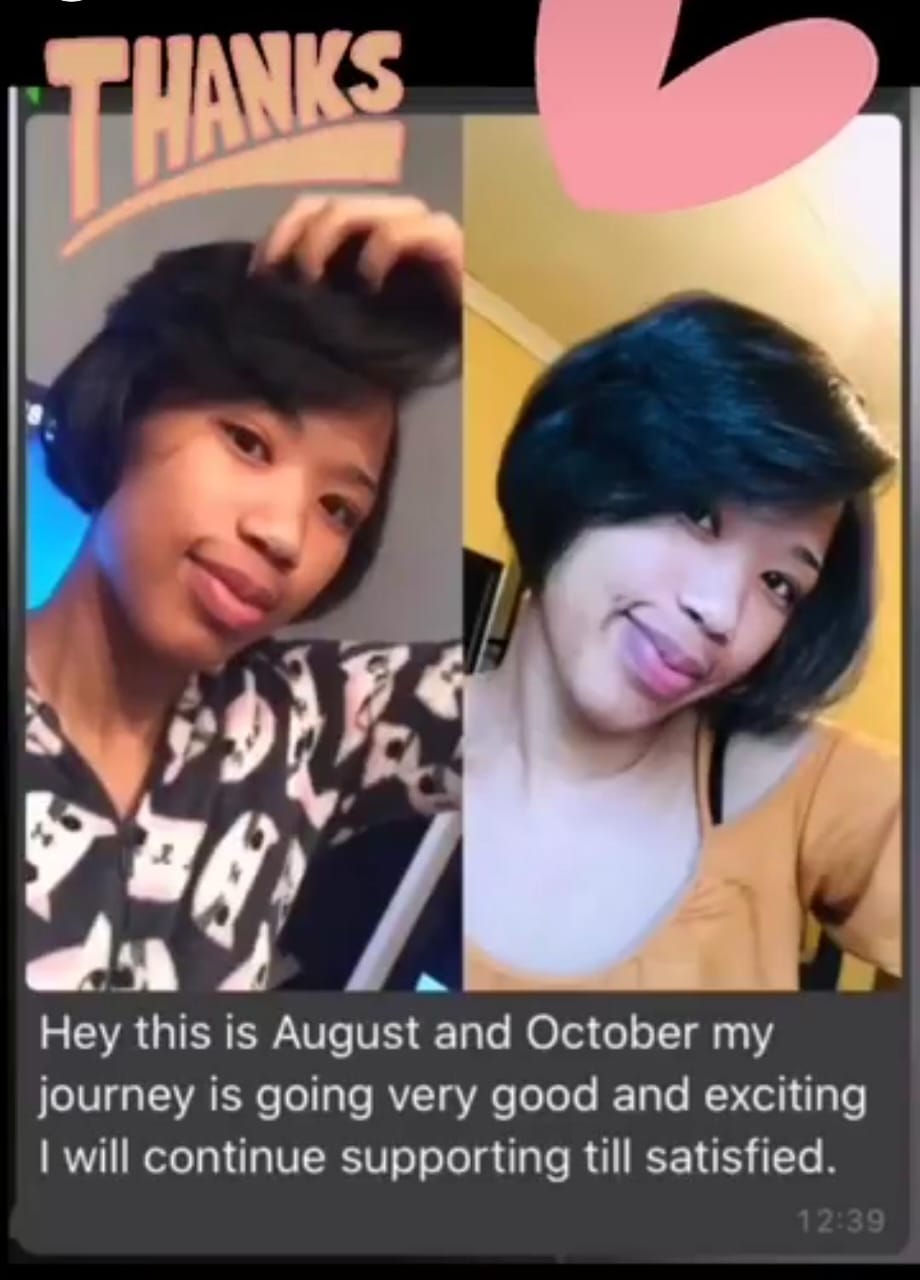 THANKS
Hey this is August and October my
journey is going very good and exciting
I will continue supporting till satisfied.
12:39